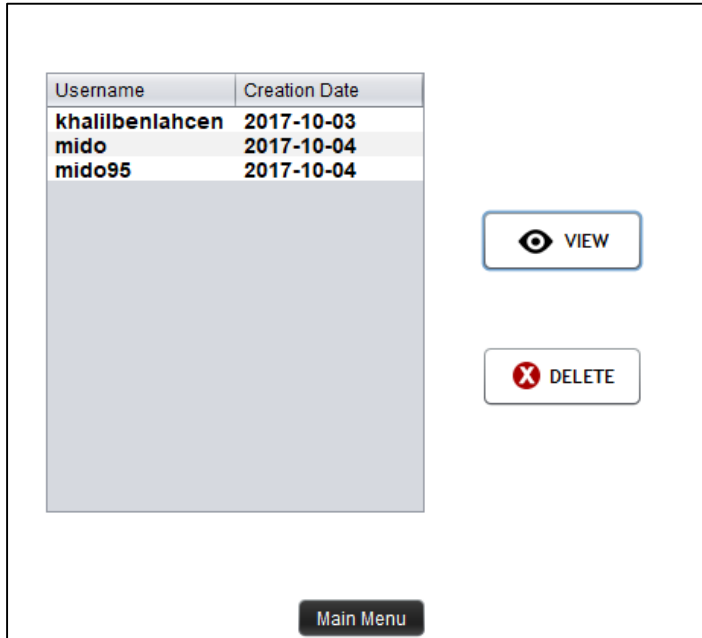 Username Creation Date
khalilbenlahcen 2017-10-03
mido 2017-10-04
mido95 2017-10-04
VIEW
DELETE
Main Menu